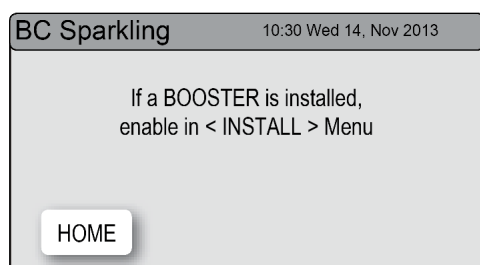 BC Sparkling 10:30 Wed 14, Nov 2013
If a BOOSTER is installed,
enable in < INSTALL > Menu
HOME